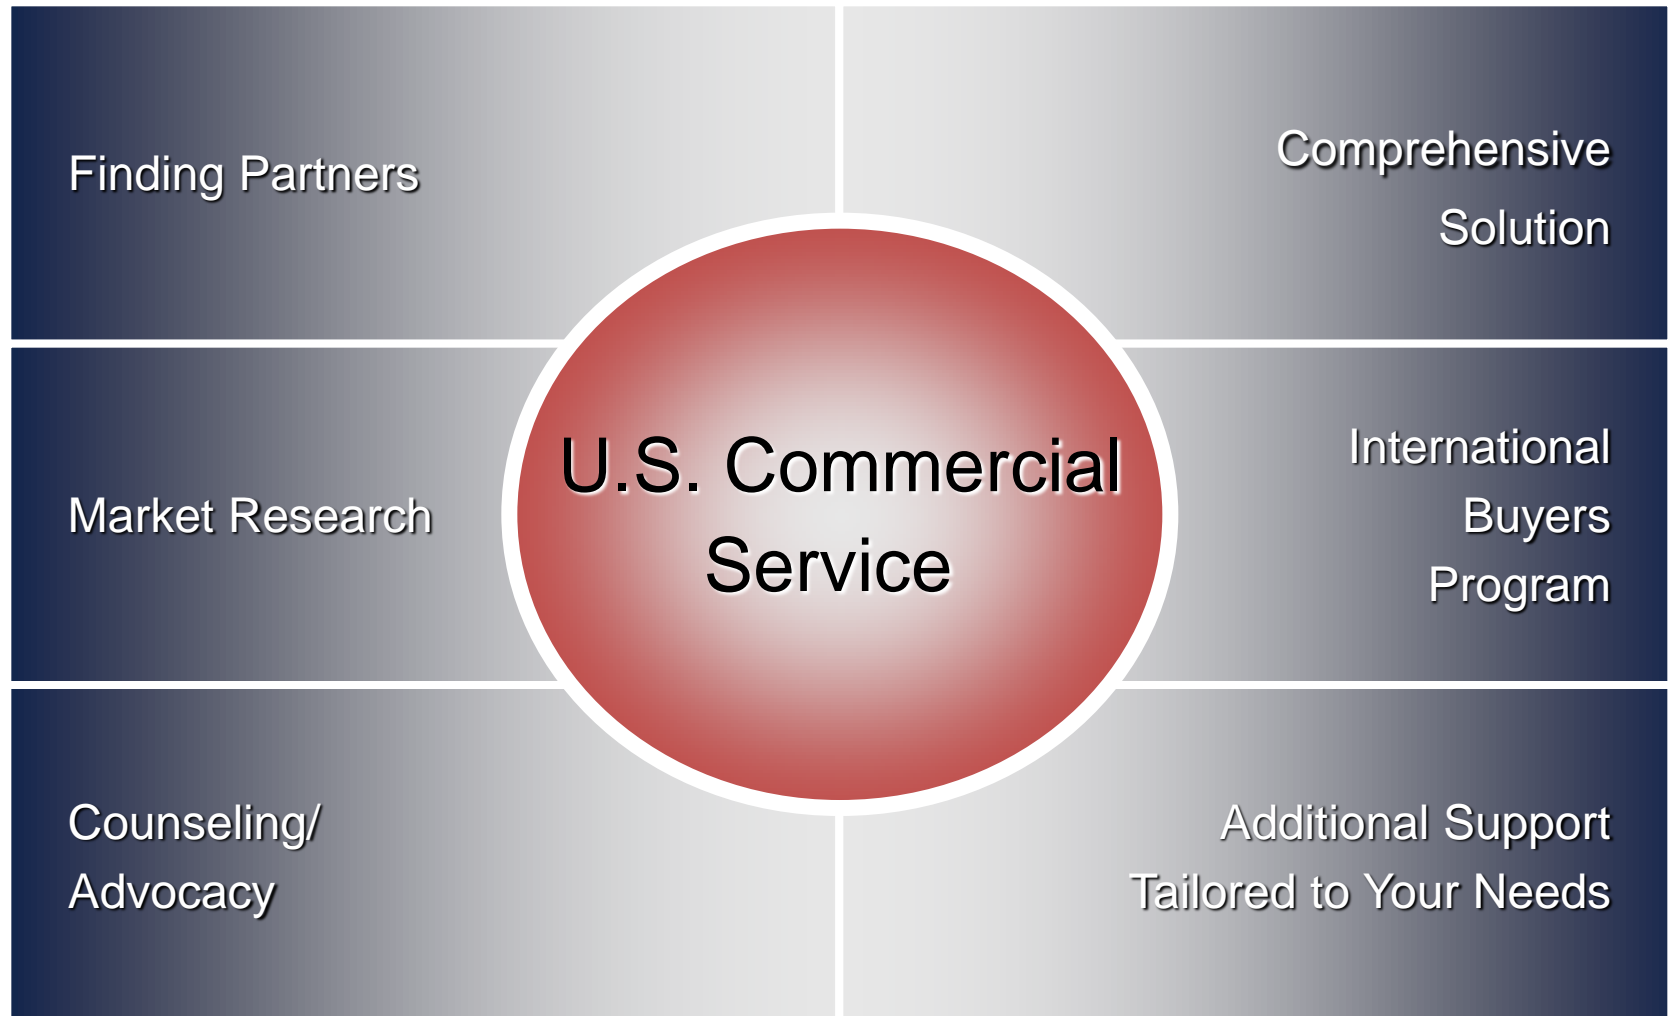 Finding Partners
Comprehensive
Solution
Market Research
U.S. Commercial
Service
International
Buyers
Program
Counseling/
Advocacy
Additional Support
Tailored to Your Needs